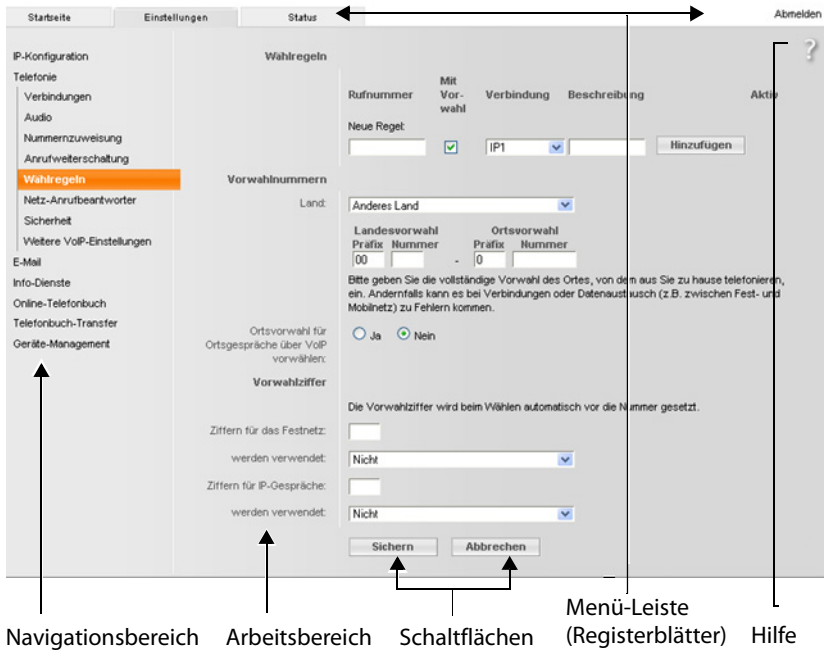 Startseite Einstellungen Status Abmelden
IP-Konfiguration
Telefonie
Verbindungen
Audio
Nummernzuweisung
Anrufweiterschaltung
Wählregeln
Netz-Anrufbeantworter
Sicherheit
Weitere VoIP-Einstellungen
E-Mail
Info-Dienste
Online-Telefonbuch
Telefonbuch-Transfer
Geräte-Management
?
Wählregeln
Rufnummer Mit Vor-wahl Verbindung Beschreibung Aktiv
Neue Regel:
IP1 Hinzufügen
Vorwahlnummern
Land: Anderes Land
Landesvorwahl Ortsvorwahl
Präfix Nummer Präfix Nummer
00 - 0
Bitte geben Sie die vollständige Vorwahl des Ortes, von dem aus Sie zu hause telefonieren,
ein. Andernfalls kann es bei Verbindungen oder Datenaustausch (z.B. zwischen Fest- und
Mobilnetz) zu Fehlern kommen.
Ortsvorwahl für
Ortsgespräche über VoIP
vorwählen:
Ja Nein
Vorwahlziffer
Die Vorwahlziffer wird beim Wählen automatisch vor die Nummer gesetzt.
Ziffern für das Festnetz:
werden verwendet: Nicht
Ziffern für IP-Gespräche:
werden verwendet: Nicht
Sichern Abbrechen
Navigationsbereich Arbeitsbereich Schaltflächen Menü-Leiste
(Registerblätter) Hilfe